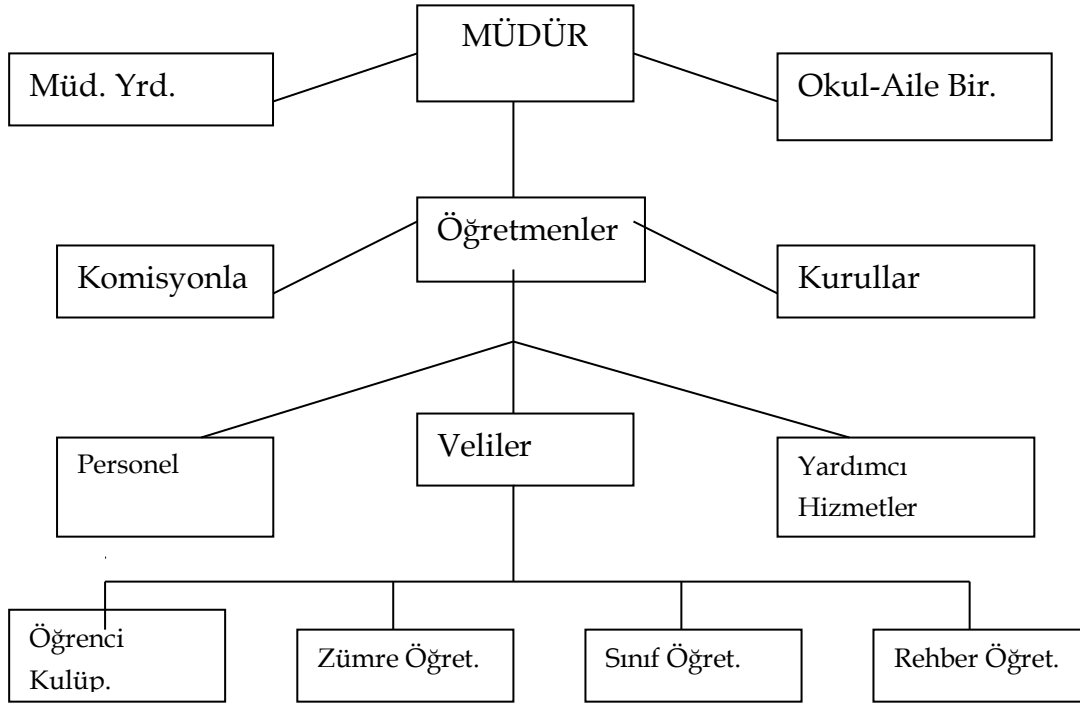 MÜDÜR
Müd. Yrd.
Okul-Aile Bir.
Öğretmenler
Komisyonla
Kurullar
Personel
Veliler
Yardımcı
Hizmetler
Öğrenci
Kulüp.
Zümre Öğret.
Sınıf Öğret.
Rehber Öğret.